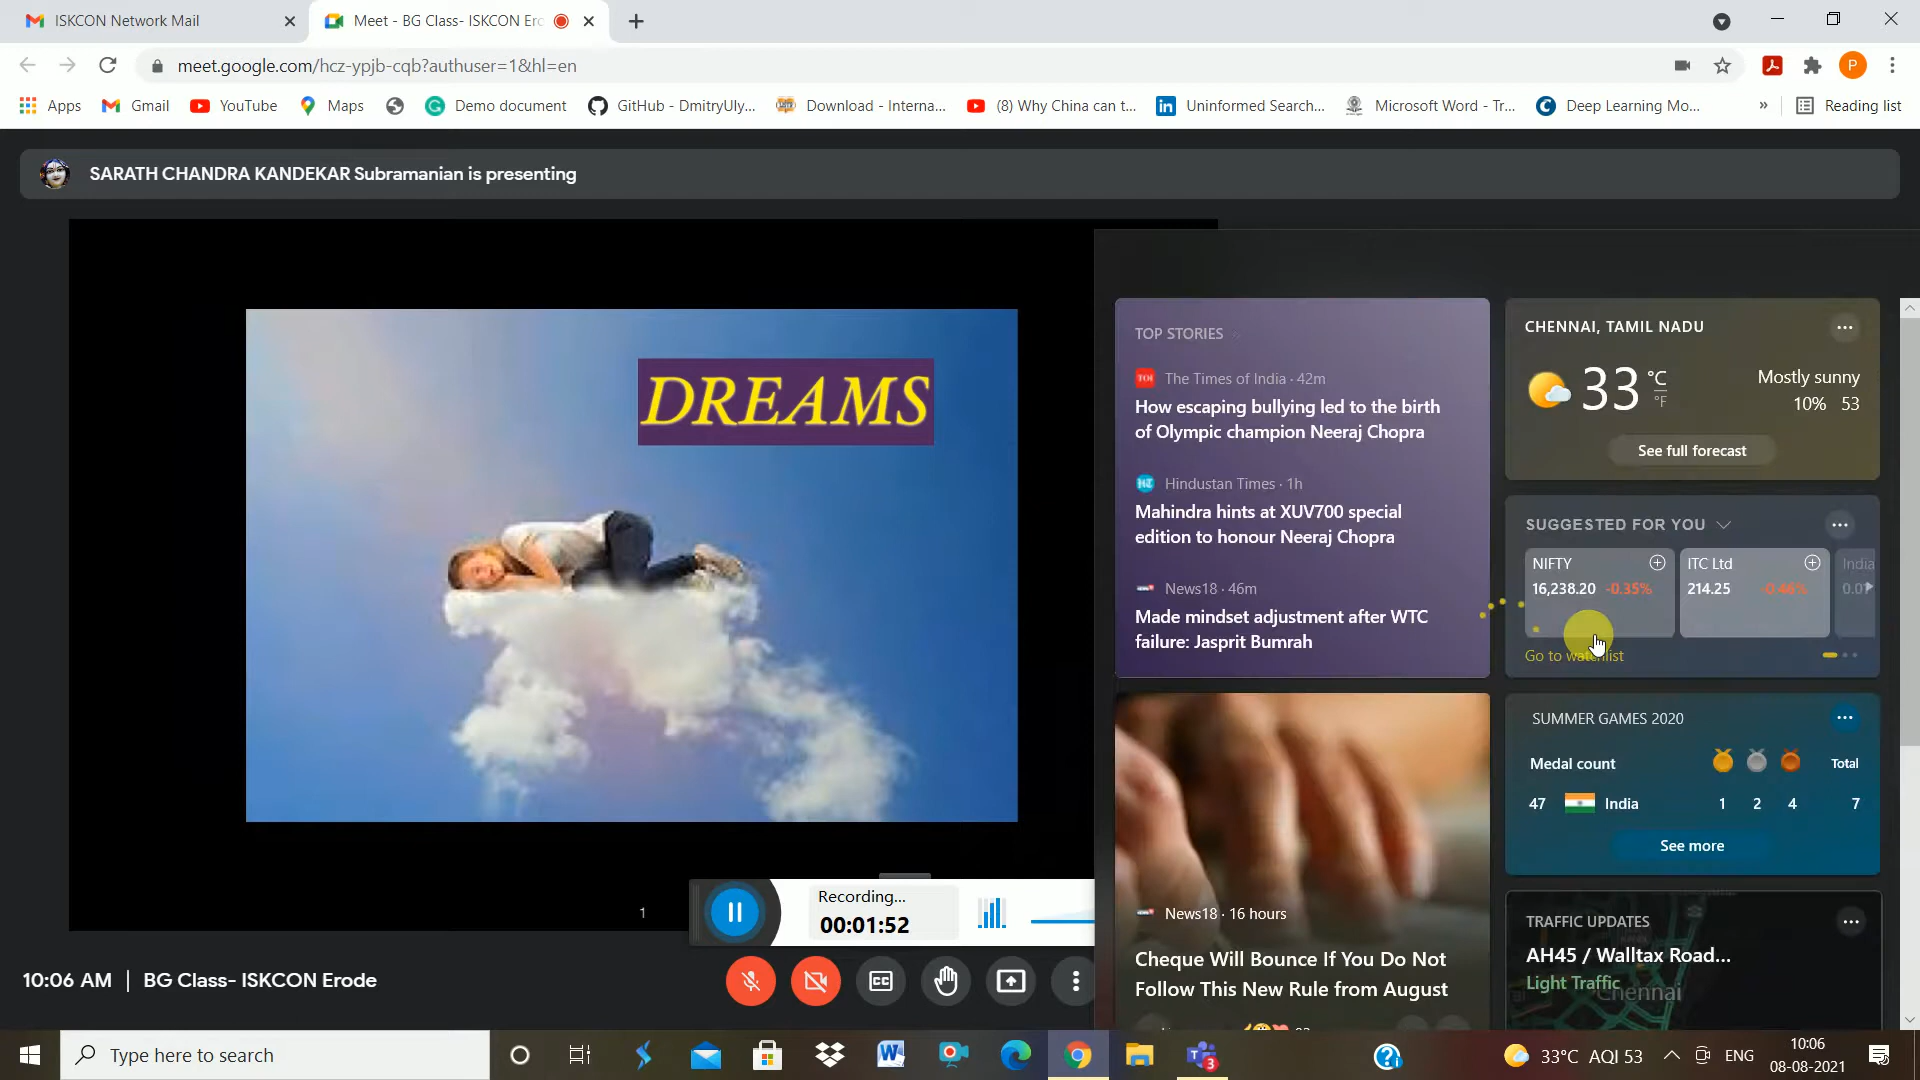 ISKCON Network Mail
Meet - BG Class- ISKCON Erc
meet.google.com/hcz-ypjb-cqb?authuser=1&hl=en
P
Apps
Gmail
YouTube
Maps
Demo document
GitHub - DmitryUly...
Download - Interna...
(8) Why China can t...
Uninformed Search...
Microsoft Word - Tr...
Deep Learning Mo...
»
Reading list
SARATH CHANDRA KANDEKAR Subramanian is presenting
DREAMS
1
TOP STORIES
The Times of India · 42m
How escaping bullying led to the birth
of Olympic champion Neeraj Chopra
Hindustan Times · 1h
Mahindra hints at XUV700 special
edition to honour Neeraj Chopra
News18 · 46m
Made mindset adjustment after WTC
failure: Jasprit Bumrah
News18 · 16 hours
Cheque Will Bounce If You Do Not
Follow This New Rule from August
CHENNAI, TAMIL NADU
33 °C
°F
Mostly sunny
10% 53
See full forecast
SUGGESTED FOR YOU
NIFTY
16,238.20 -0.35%
ITC Ltd
214.25 -0.46%
India
Go to watchlist
SUMMER GAMES 2020
Medal count
Total
47 India 1 2 4 7
See more
TRAFFIC UPDATES
AH45 / Walltax Road...
Light Traffic
Chennai
Recording...
00:01:52
10:06 AM | BG Class- ISKCON Erode
Type here to search
3
33°C AQI 53
ENG
10:06
08-08-2021